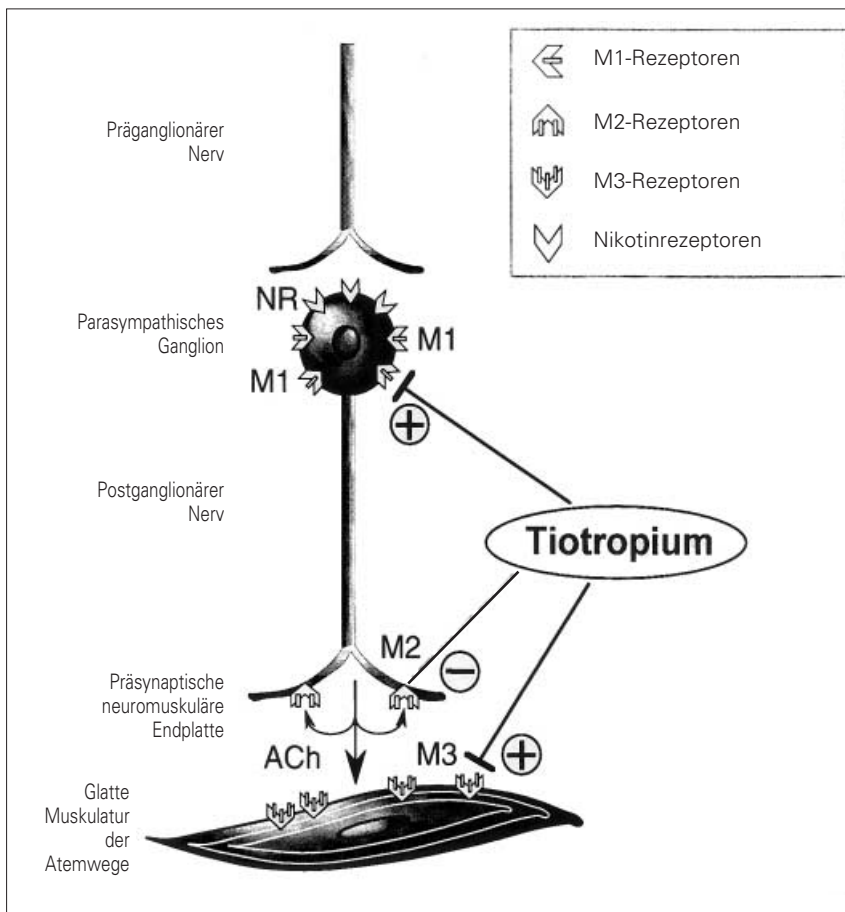 M1-Rezeptoren
M2-Rezeptoren
M3-Rezeptoren
Nikotinrezeptoren
Präganglionärer
Nerv
NR
Parasympathisches
Ganglion
M1
M1
+
Postganglionärer
Nerv
Tiotropium
M2
−
Präsynaptische
neuromuskuläre
Endplatte
ACh
M3
+
Glatte
Muskulatur
der
Atemwege